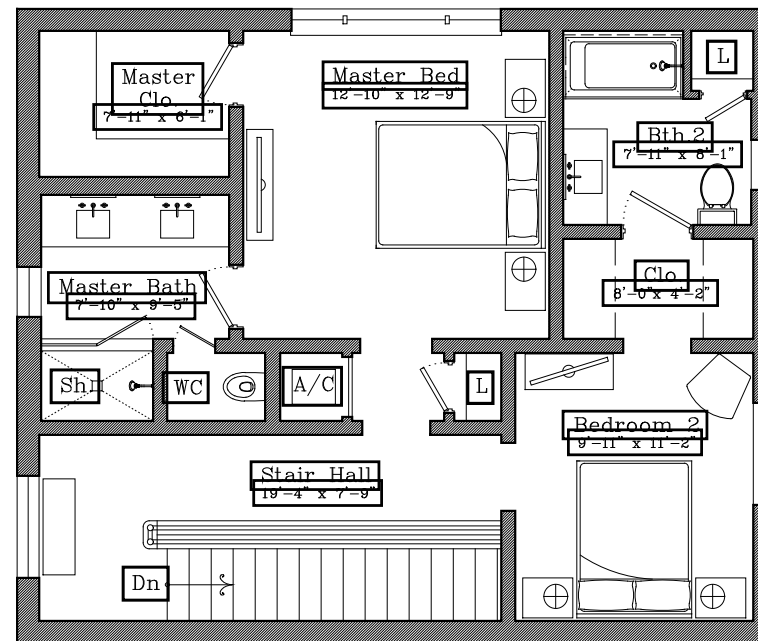 Master
Clo.
7'-11" x 6'-1"
Master Bed
12'-10" x 12'-9"
L
Bth.2
7'-11" x 8'-1"
Clo.
8'-0"x 4'-2"
Master Bath
7'-10" x 9'-5"
Sh.
WC
A/C
L
Bedroom 2
9'-11" x 11'-2"
Stair Hall
19'-4" x 7'-9"
Dn